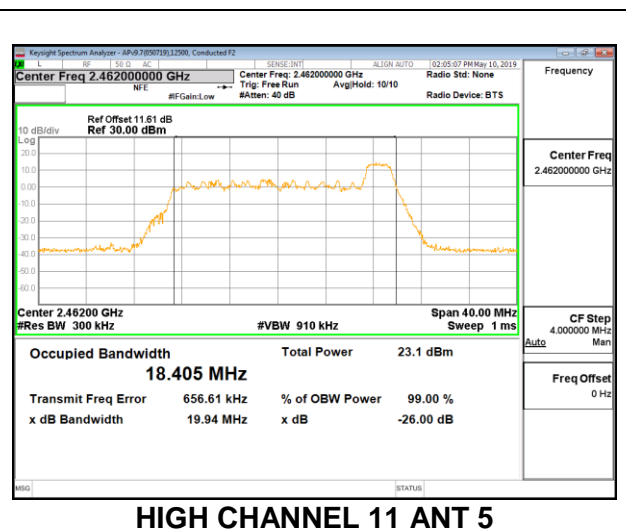 Keysight Spectrum Analyzer - APv9.7(050719),12500, Conducted F2
L RF 50 Ω AC SENSE:INT ALIGN AUTO 02:05:07 PM May 10, 2019
Center Freq 2.462000000 GHz Center Freq: 2.462000000 GHz Radio Std: None Frequency
NFE Trig: Free Run Avg|Hold: 10/10
#IFGain:Low #Atten: 40 dB Radio Device: BTS
Ref Offset 11.61 dB
10 dB/div Ref 30.00 dBm
Log
20.0
10.0
0.00
-10.0
-20.0
-30.0
-40.0
-50.0
-60.0
Center Freq
2.462000000 GHz
Center 2.46200 GHz Span 40.00 MHz
#Res BW 300 kHz #VBW 910 kHz Sweep 1 ms
CF Step
4.000000 MHz
Auto Man
Occupied Bandwidth Total Power 23.1 dBm
18.405 MHz
Transmit Freq Error 656.61 kHz % of OBW Power 99.00 %
x dB Bandwidth 19.94 MHz x dB -26.00 dB
Freq Offset
0 Hz
MSG STATUS
HIGH CHANNEL 11 ANT 5